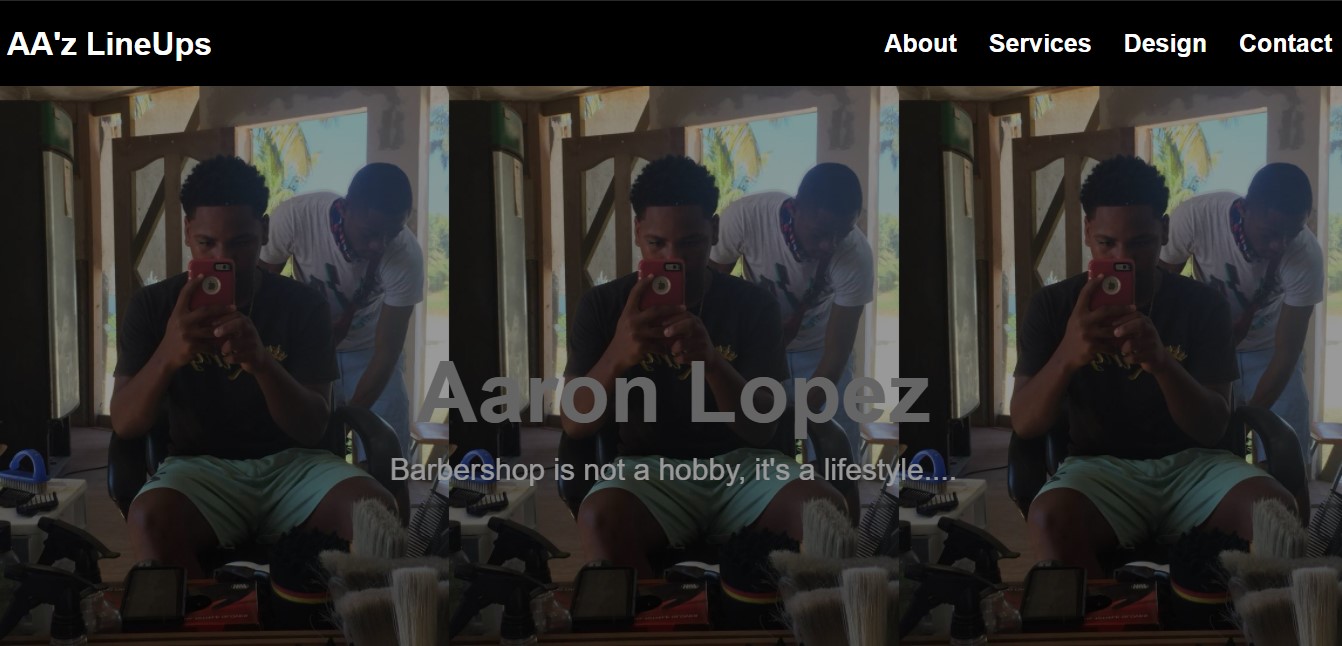 AA'z LineUps
About Services Design Contact
Aaron Lopez
Barbershop is not a hobby, it's a lifestyle....